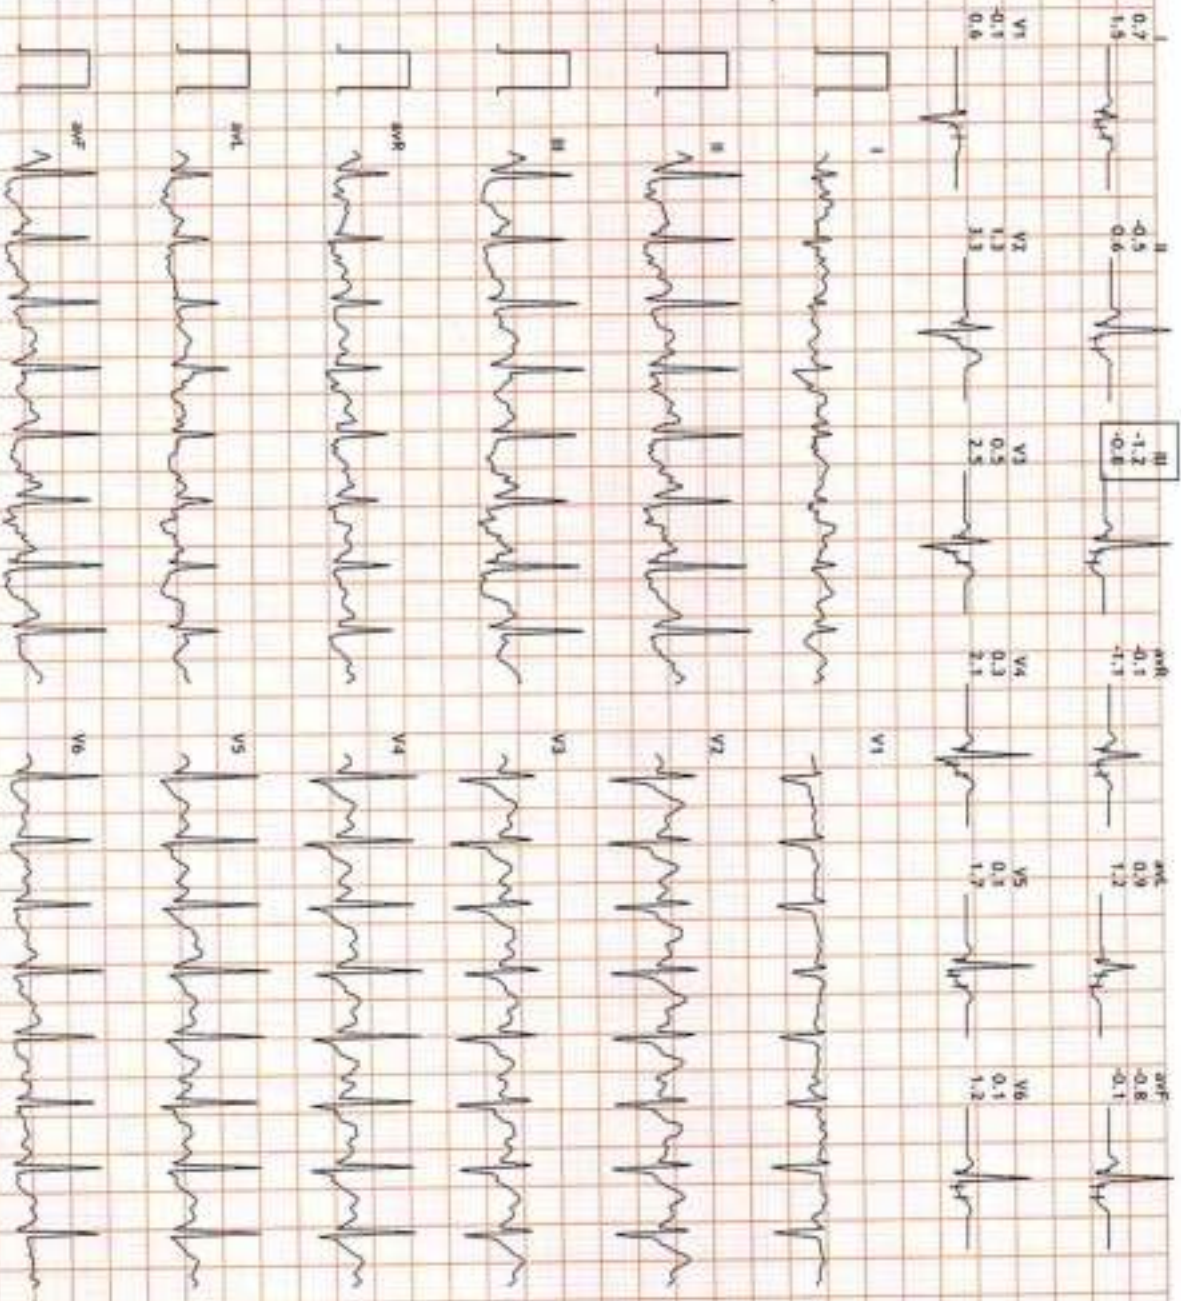 I II III avR avL avF
0.7 -0.5 -1.2 -0.1 0.9 -0.8
1.5 0.6 -0.8 -1.1 1.2 -0.1
V1 V2 V3 V4 V5 V6
-0.1 1.3 0.5 0.3 0.1
0.6 3.3 2.5 2.1 1.7 1.2
I V1
II V2
III V3
avR V4
avL V5
avF V6